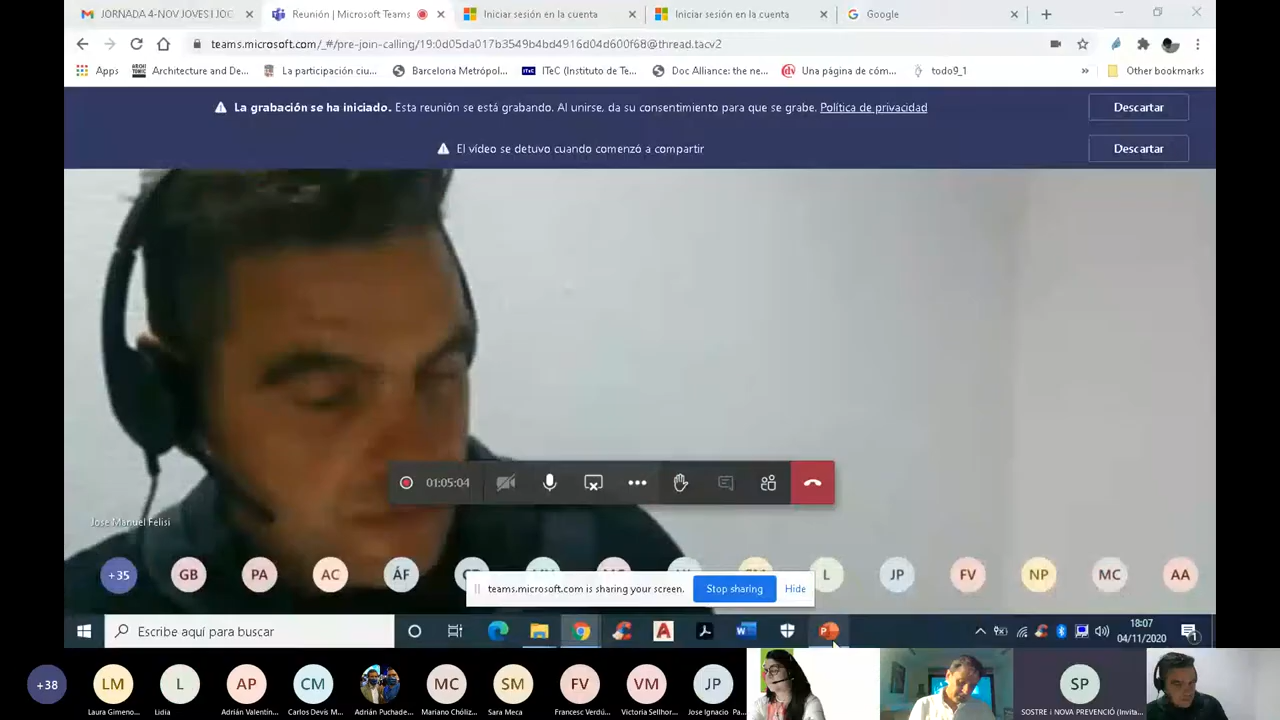 JORNADA 4-NOV JOVES I JOC
Reunión | Microsoft Teams
Iniciar sesión en la cuenta
Iniciar sesión en la cuenta
Google
teams.microsoft.com/_#/pre-join-calling/19:0d05da017b3549b4bd4916d04d600f68@thread.tacv2
Apps
Architecture and De...
La participación ciu...
Barcelona Metrópol...
ITeC (Instituto de Te...
Doc Alliance: the ne...
Una página de cóm...
todo9_1
»
Other bookmarks
La grabación se ha iniciado. Esta reunión se está grabando. Al unirse, da su consentimiento para que se grabe. Política de privacidad
Descartar
El vídeo se detuvo cuando comenzó a compartir
Descartar
01:05:04
Jose Manuel Felisi
+35 GB PA AC ÁF L JP FV NP MC AA
teams.microsoft.com is sharing your screen.
Stop sharing
Hide
Escribe aquí para buscar
18:07
04/11/2020
+38 LM L AP CM MC SM FV VM JP SP
Laura Gimeno...
Lidia
Adrián Valentín...
Carlos Devís M...
Adrián Puchade...
Mariano Chóliz...
Sara Meca
Francesc Verdú...
Victoria Sellhor...
Jose Ignacio Pa...
SOSTRE i NOVA PREVENCIÓ (Invita...